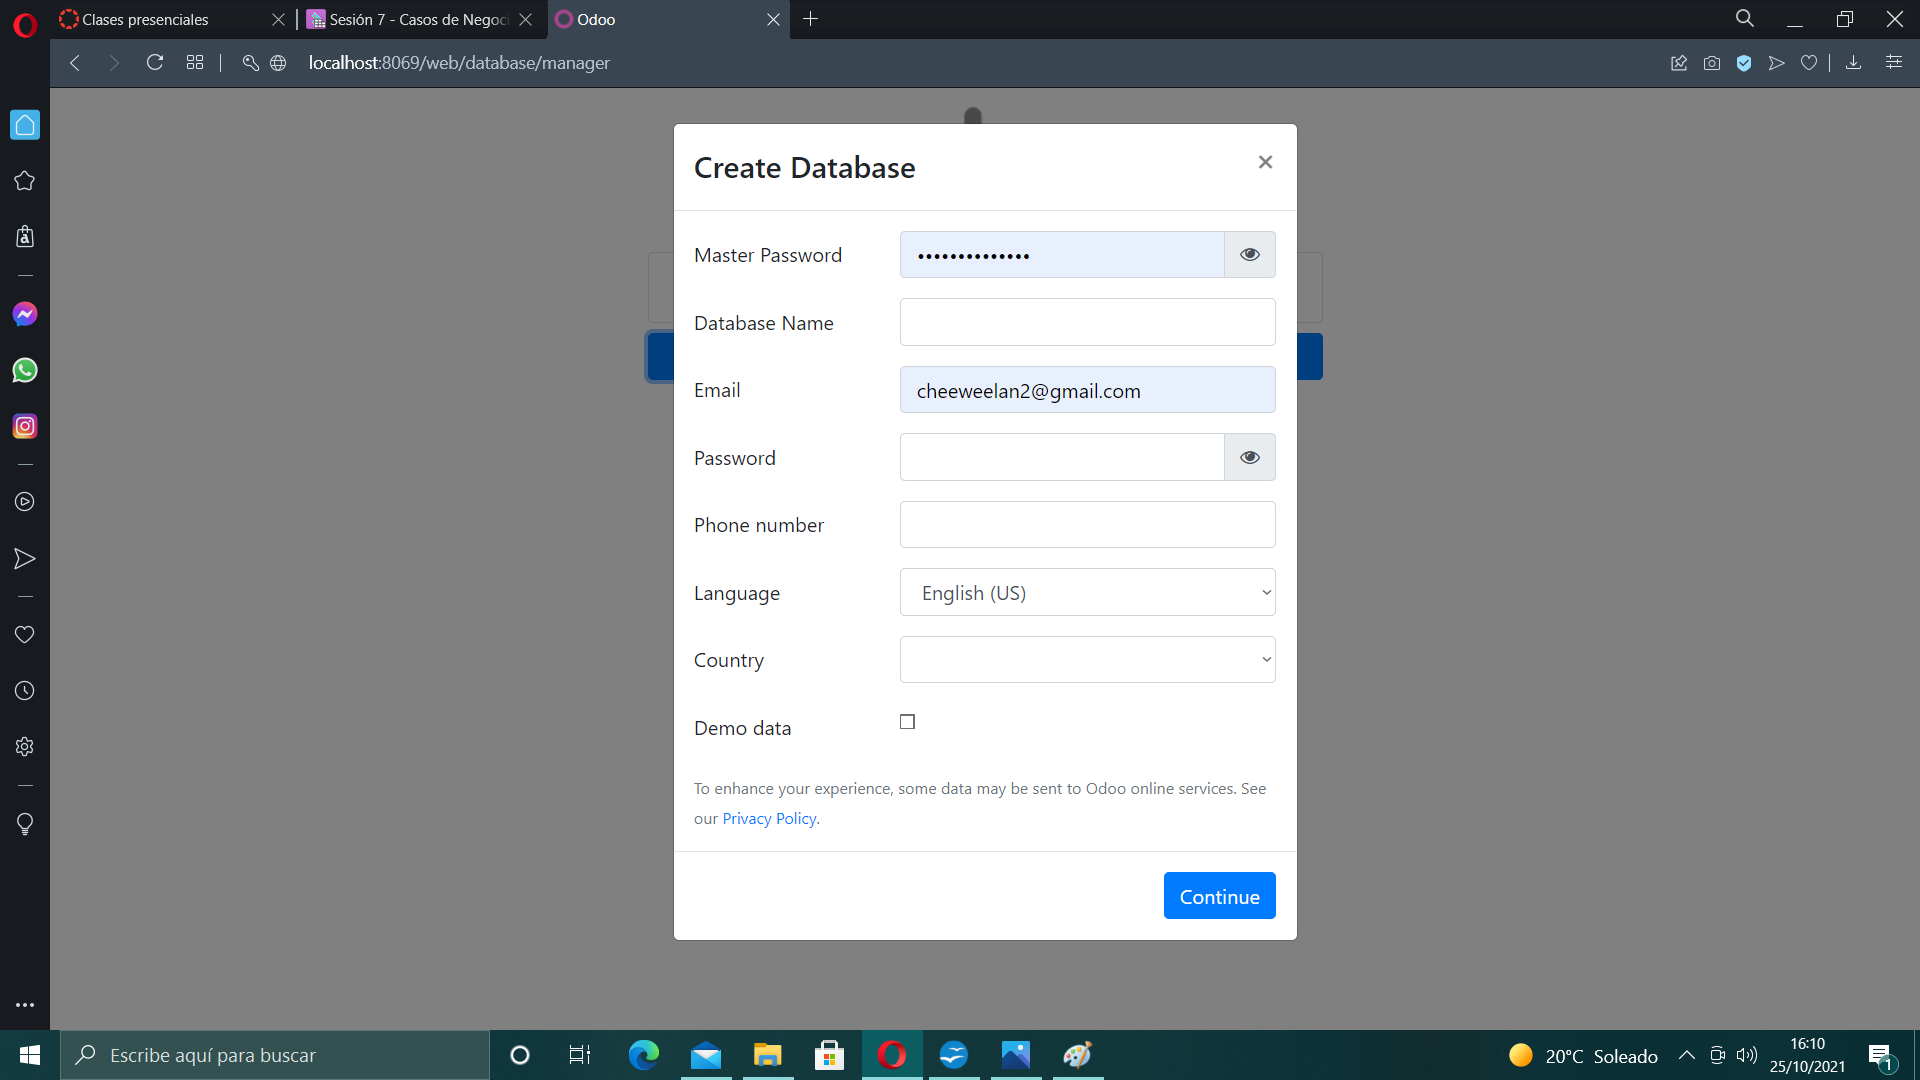 Clases presenciales
Sesión 7 - Casos de Negoci
Odoo
localhost:8069/web/database/manager
Create Database
Master Password ••••••••••••••
Database Name
Email cheeweelan2@gmail.com
Password
Phone number
Language English (US)
Country
Demo data
To enhance your experience, some data may be sent to Odoo online services. See
our Privacy Policy.
Continue
Escribe aquí para buscar
20°C Soleado
16:10
25/10/2021
1